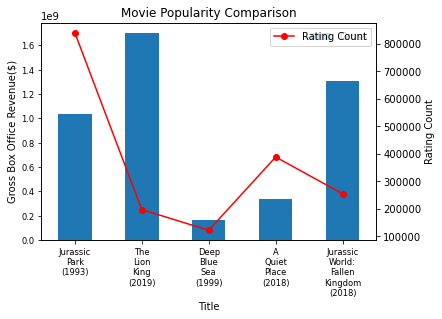 Movie Popularity Comparison
1e9
Rating Count
Gross Box Office Revenue($)
1.6
1.4
1.2
1.0
0.8
0.6
0.4
0.2
0.0
800000
700000
600000
500000
400000
300000
200000
100000
Rating Count
Jurassic
Park
(1993)
The
Lion
King
(2019)
Deep
Blue
Sea
(1999)
A
Quiet
Place
(2018)
Jurassic
World:
Fallen
Kingdom
(2018)
Title